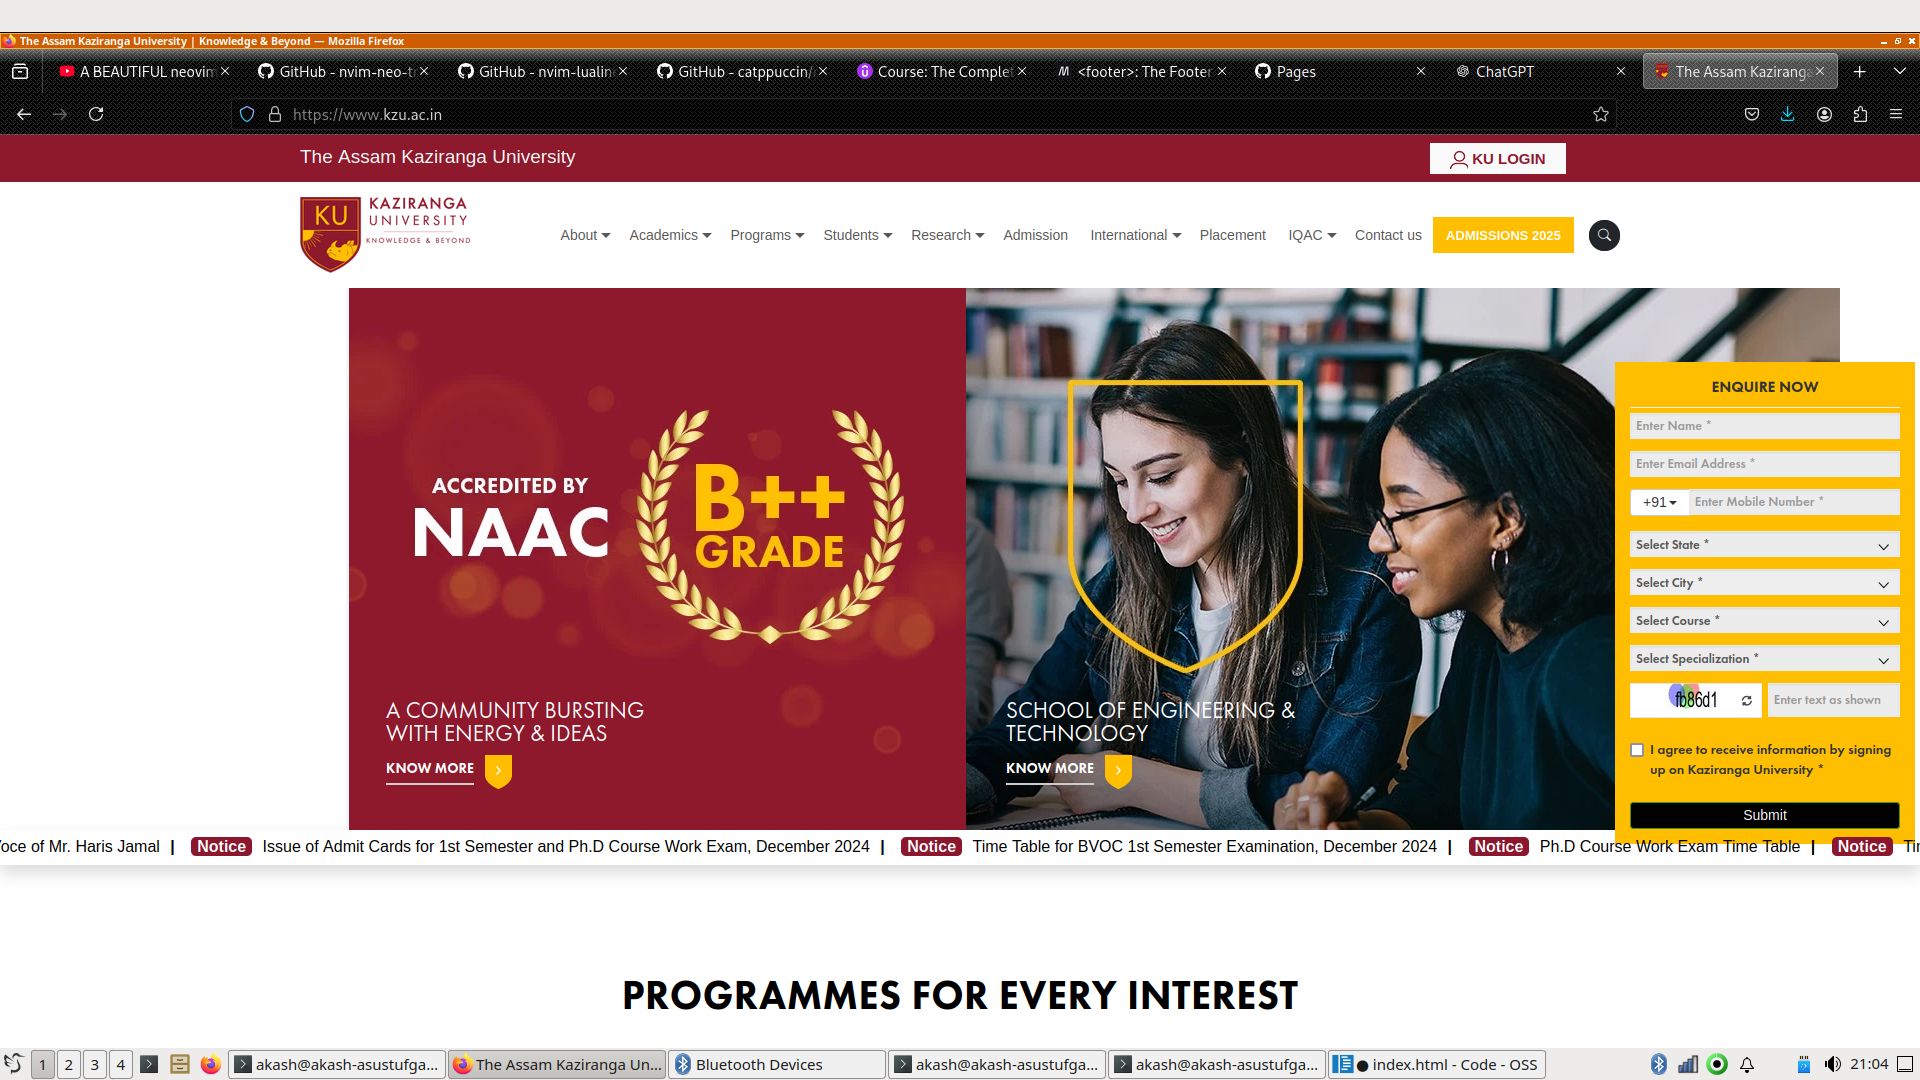 The Assam Kaziranga University | Knowledge & Beyond — Mozilla Firefox
A BEAUTIFUL neovim
GitHub - nvim-neo-tr
GitHub - nvim-lualin
GitHub - catppuccin/
Course: The Complet
<footer>: The Footer
Pages
ChatGPT
The Assam Kaziranga
https://www.kzu.ac.in
The Assam Kaziranga University
KU LOGIN
KU
KAZIRANGA
UNIVERSITY
KNOWLEDGE & BEYOND
About
Academics
Programs
Students
Research
Admission
International
Placement
IQAC
Contact us
ADMISSIONS 2025
ACCREDITED BY
NAAC
B++
GRADE
A COMMUNITY BURSTING
WITH ENERGY & IDEAS
KNOW MORE
SCHOOL OF ENGINEERING &
TECHNOLOGY
KNOW MORE
ENQUIRE NOW
Enter Name *
Enter Email Address *
+91
Enter Mobile Number *
Select State *
Select City *
Select Course *
Select Specialization *
fb86d1
Enter text as shown
I agree to receive information by signing
up on Kaziranga University *
Submit
of Mr. Haris Jamal | Notice Issue of Admit Cards for 1st Semester and Ph.D Course Work Exam, December 2024 | Notice Time Table for BVOC 1st Semester Examination, December 2024 | Notice Ph.D Course Work Exam Time Table | Notice
PROGRAMMES FOR EVERY INTEREST
1
2
3
4
akash@akash-asustufga...
The Assam Kaziranga Un...
Bluetooth Devices
akash@akash-asustufga...
akash@akash-asustufga...
● index.html - Code - OSS
21:04